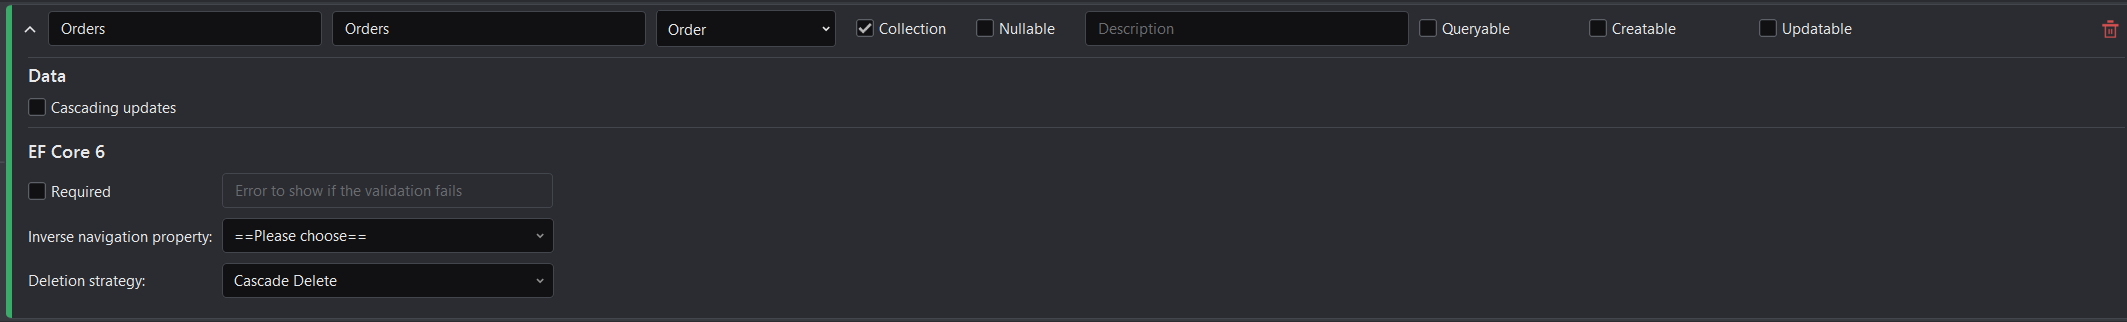 Orders Orders Order Collection Nullable Description Queryable Creatable Updatable
Data
Cascading updates
EF Core 6
Required Error to show if the validation fails
Inverse navigation property: ==Please choose==
Deletion strategy: Cascade Delete